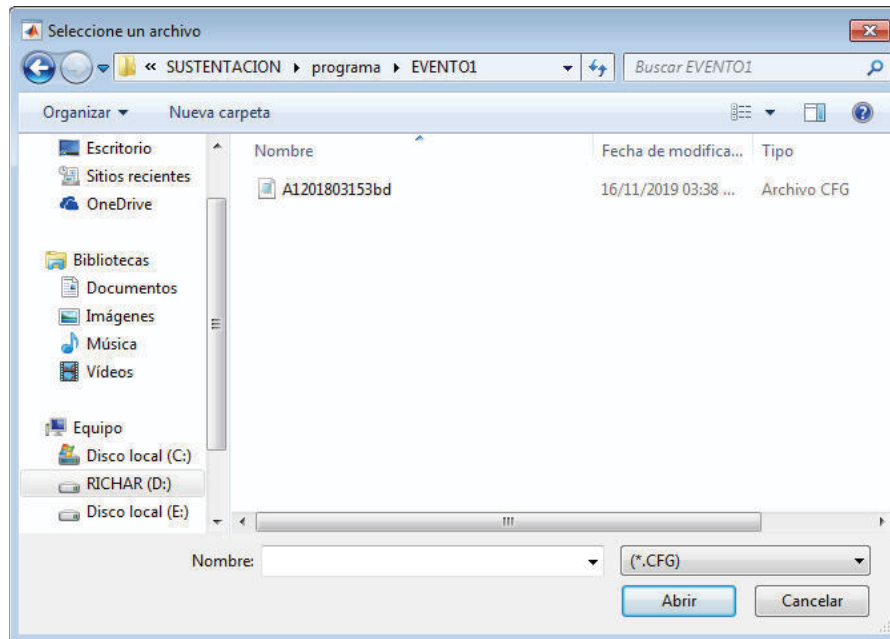 Seleccione un archivo
« SUSTENTACION programa EVENTO1 Buscar EVENTO1
Organizar Nueva carpeta
Escritorio
Sitios recientes
OneDrive
Bibliotecas
Documentos
Imágenes
Música
Vídeos
Equipo
Disco local (C:)
RICHAR (D:)
Disco local (E:)
Nombre Fecha de modifica... Tipo
A1201803153bd 16/11/2019 03:38 ... Archivo CFG
Nombre: (*.CFG)
Abrir Cancelar